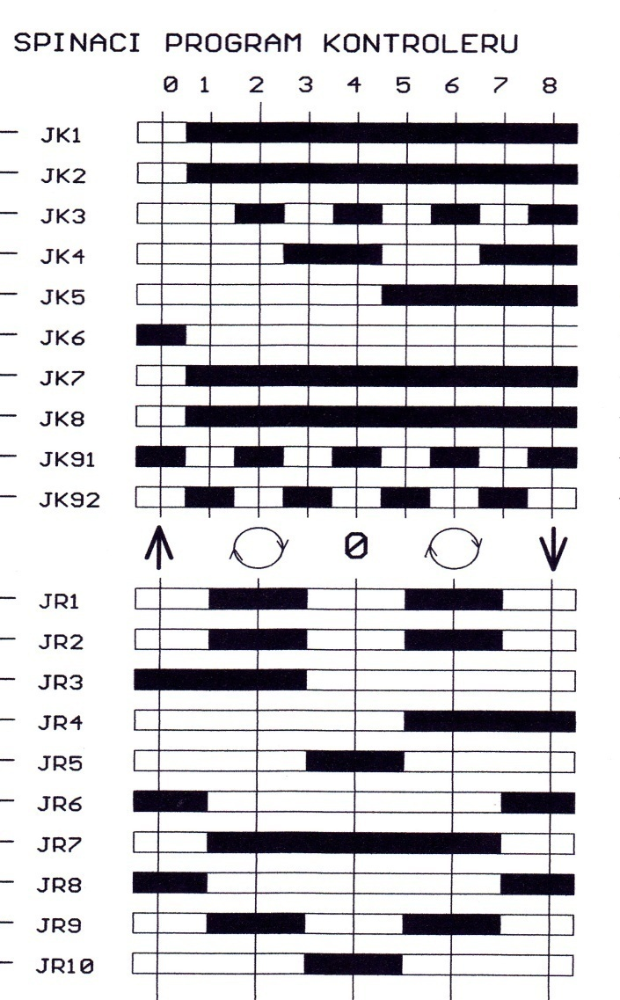 SPINACI PROGRAM KONTROLERU
0 1 2 3 4 5 6 7 8
JK1
JK2
JK3
JK4
JK5
JK6
JK7
JK8
JK91
JK92
0
JR1
JR2
JR3
JR4
JR5
JR6
JR7
JR8
JR9
JR10